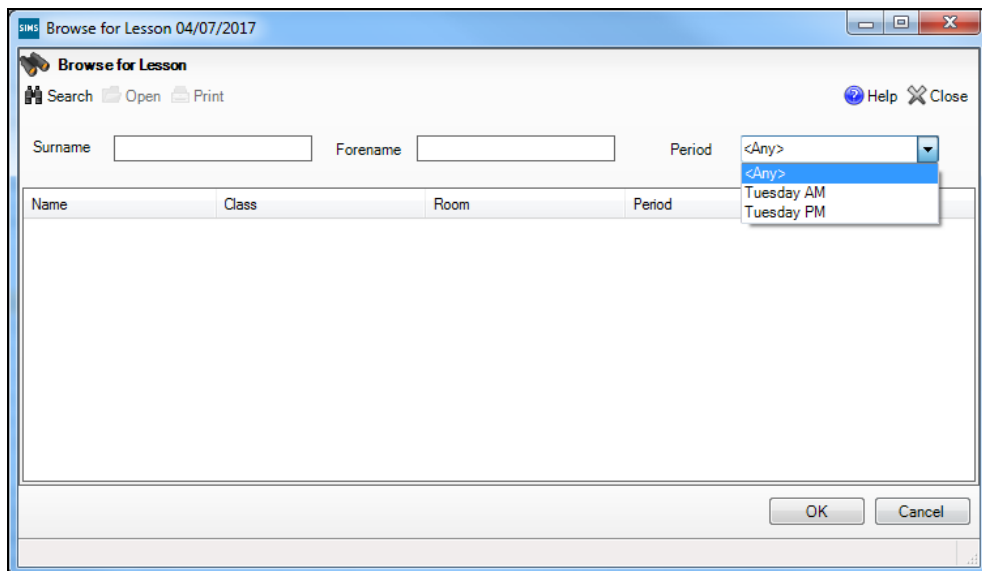 SIMS Browse for Lesson 04/07/2017
Browse for Lesson
Search Open Print Help Close
Surname Forename Period <Any>
<Any>
Tuesday AM
Tuesday PM
Name Class Room Period
OK Cancel